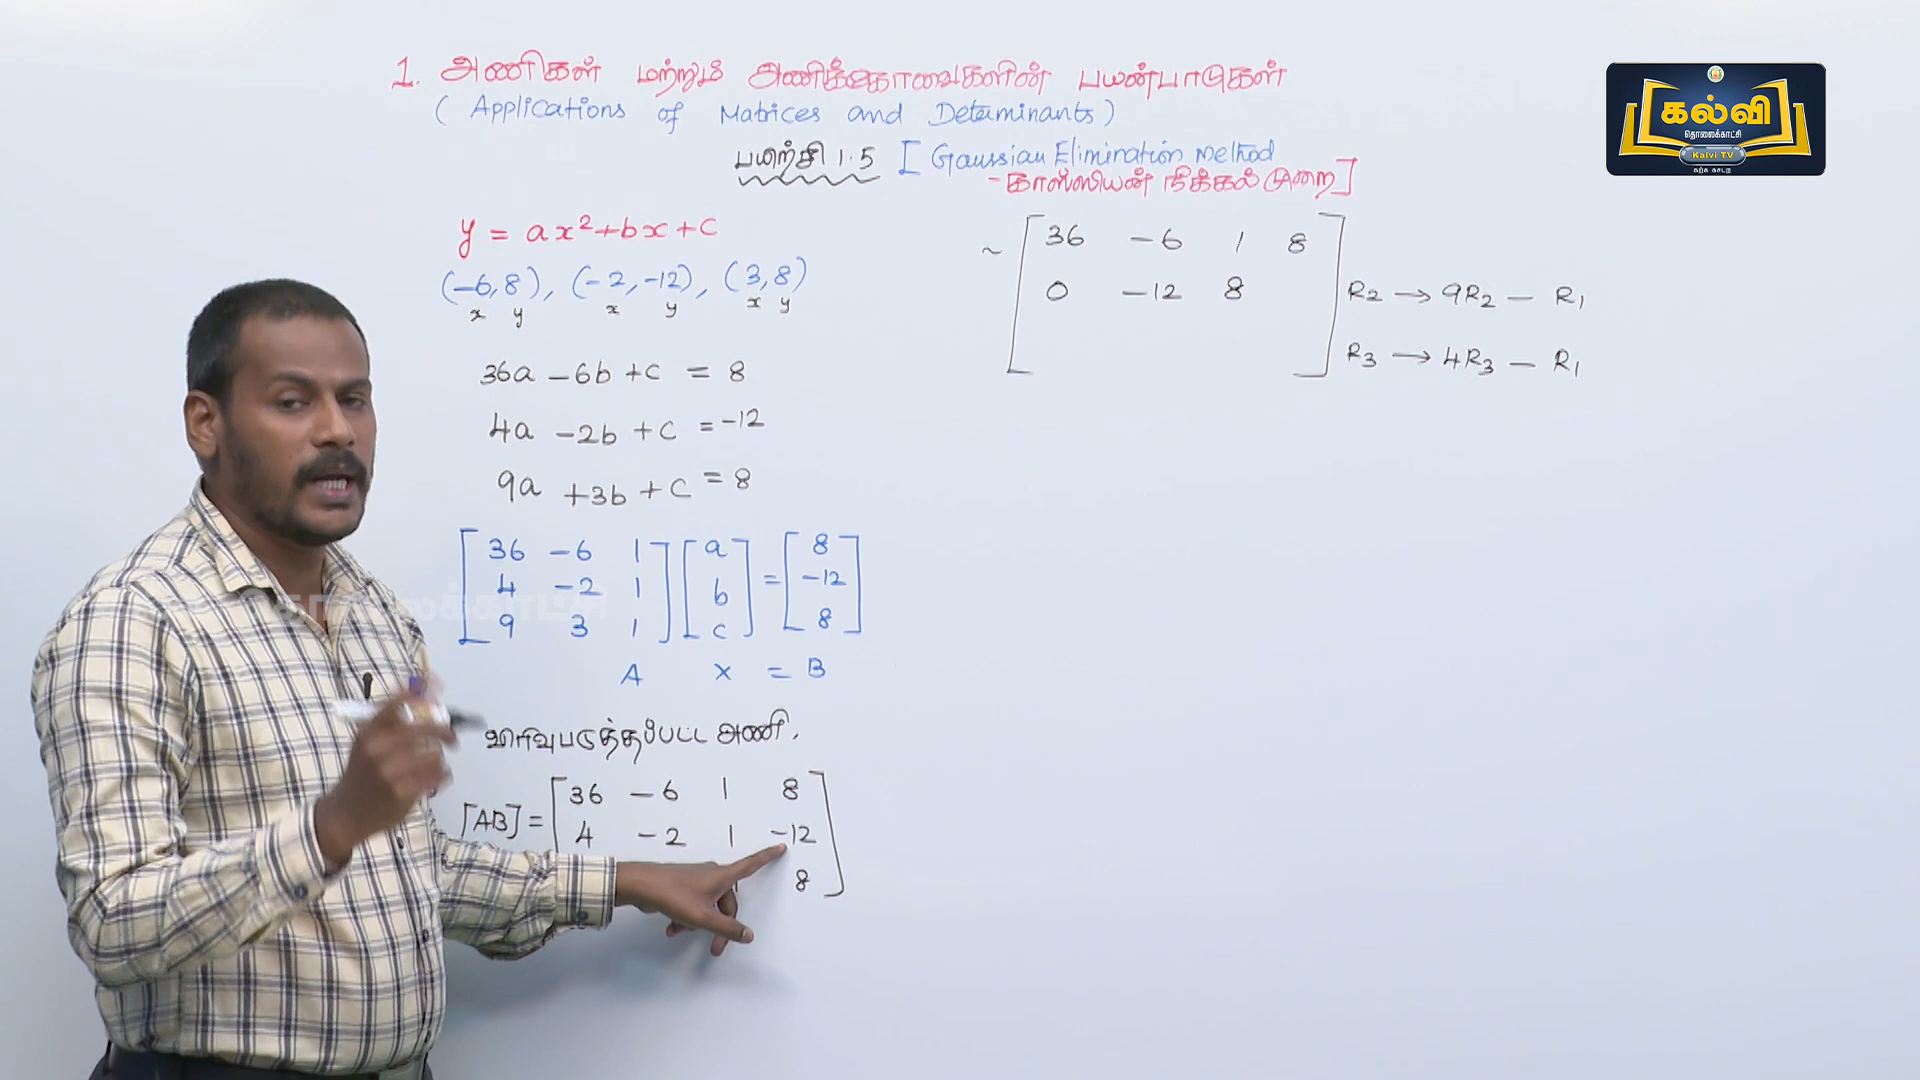 1. அணிகள் மற்றும் அணிக்கோவைகளின் பயன்பாடுகள்
( Applications of Matrices and Determinants )
பயிற்சி 1.5 [ Gaussian Elimination Method
- காஸ்ஸியன் நீக்கல் முறை ]
கல்வி
தொலைக்காட்சி
Kalvi TV
கற்க கசடற
y = ax²+bx+c
(-6,8), (-2,-12), (3,8)
x y x y x y
36a -6b +c = 8
4a -2b +c = -12
9a +3b +c = 8
[ 36 -6 1 ] [ a ] = [ 8 ]
[ 4 -2 1 ] [ b ] [ -12 ]
[ 9 3 1 ] [ c ] [ 8 ]
A X = B
விரிவுபடுத்தப்பட்ட அணி,
[AB] = [ 36 -6 1 8 ]
4 -2 1 -12
8
~ [ 36 -6 1 8 ]
0 -12 8 R2 → 9R2 - R1
R3 → 4R3 - R1
தொலைக்காட்சி